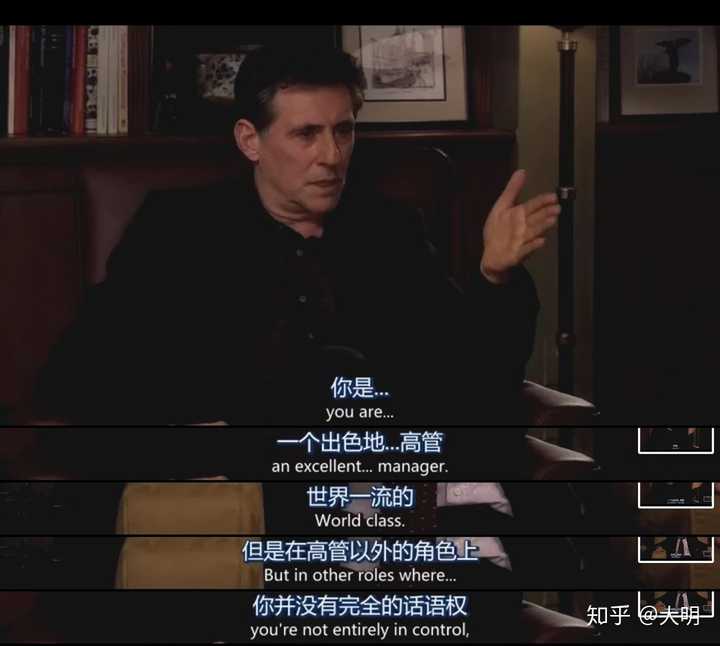 你是...
you are...
一个出色地...高管
an excellent... manager.
世界一流的
World class.
但是在高管以外的角色上
But in other roles where...
你并没有完全的话语权
you're not entirely in control,
知乎 @夫明